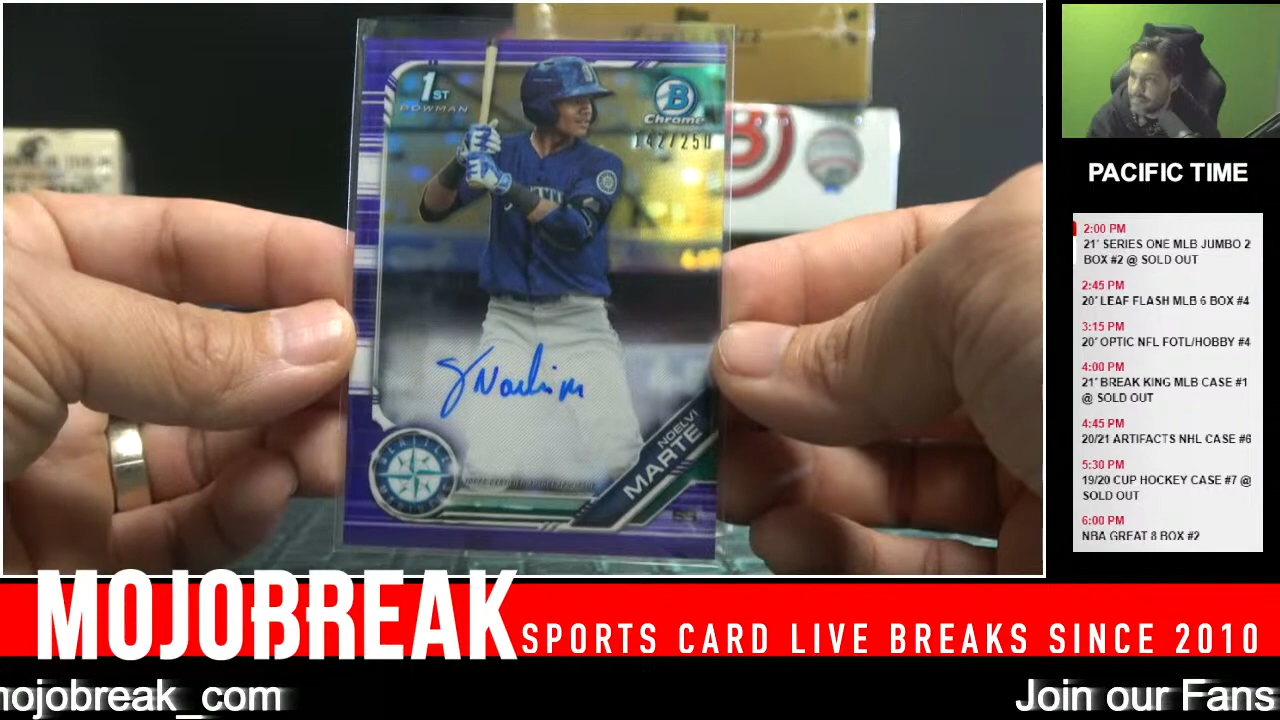 1ST
BOWMAN
B
Chrome
142/250
NOELVI
MARTE
SEATTLE
MARINERS
PACIFIC TIME
2:00 PM
21' SERIES ONE MLB JUMBO 2
BOX #2 @ SOLD OUT
2:45 PM
20' LEAF FLASH MLB 6 BOX #4
3:15 PM
20' OPTIC NFL FOTL/HOBBY #4
4:00 PM
21' BREAK KING MLB CASE #1
@ SOLD OUT
4:45 PM
20/21 ARTIFACTS NHL CASE #6
5:30 PM
19/20 CUP HOCKEY CASE #7 @
SOLD OUT
6:00 PM
NBA GREAT 8 BOX #2
MOJOBREAK
SPORTS CARD LIVE BREAKS SINCE 2010
mojobreak_com
Join our Fans